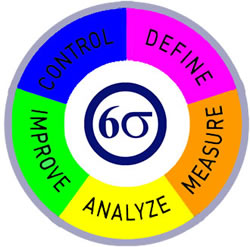 DEFINE
MEASURE
ANALYZE
IMPROVE
CONTROL
6σ